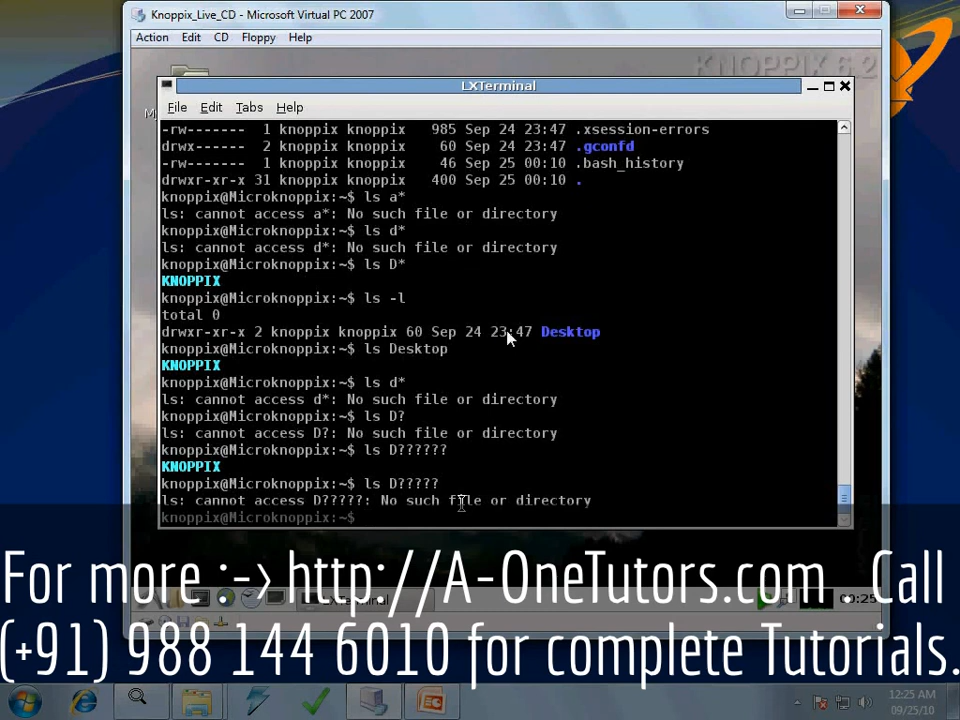 Knoppix_Live_CD - Microsoft Virtual PC 2007
Action Edit CD Floppy Help
KNOPPIX 6.2
LXTerminal
File Edit Tabs Help
-rw------- 1 knoppix knoppix 985 Sep 24 23:47 .xsession-errors
drwx------ 2 knoppix knoppix 60 Sep 24 23:47 .gconfd
-rw------- 1 knoppix knoppix 46 Sep 25 00:10 .bash_history
drwxr-xr-x 31 knoppix knoppix 400 Sep 25 00:10 .
knoppix@Microknoppix:~$ ls a*
ls: cannot access a*: No such file or directory
knoppix@Microknoppix:~$ ls d*
ls: cannot access d*: No such file or directory
knoppix@Microknoppix:~$ ls D*
KNOPPIX
knoppix@Microknoppix:~$ ls -l
total 0
drwxr-xr-x 2 knoppix knoppix 60 Sep 24 23:47 Desktop
knoppix@Microknoppix:~$ ls Desktop
KNOPPIX
knoppix@Microknoppix:~$ ls d*
ls: cannot access d*: No such file or directory
knoppix@Microknoppix:~$ ls D?
ls: cannot access D?: No such file or directory
knoppix@Microknoppix:~$ ls D??????
KNOPPIX
knoppix@Microknoppix:~$ ls D?????
ls: cannot access D?????: No such file or directory
knoppix@Microknoppix:~$
For more :-> http://A-OneTutors.com . Call
(+91) 988 144 6010 for complete Tutorials.
LXTerminal
00:25
12:25 AM
09/25/10